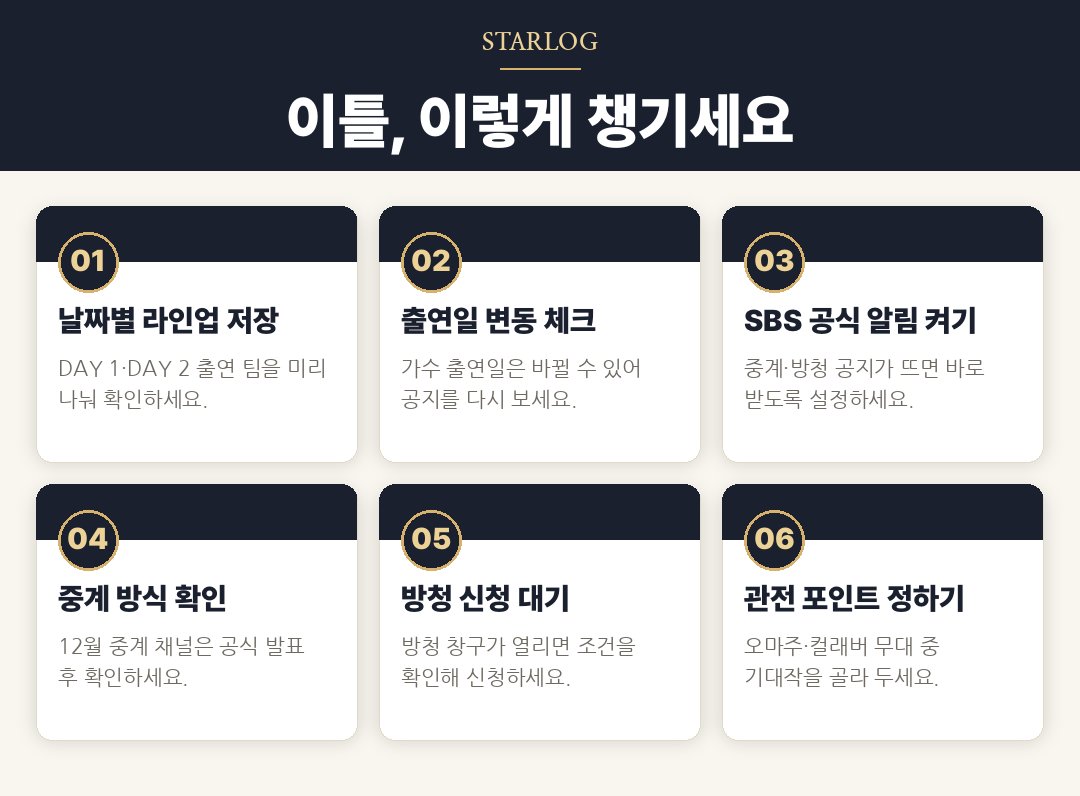 STARLOG
이틀, 이렇게 챙기세요
01
날짜별 라인업 저장
DAY 1·DAY 2 출연 팀을 미리
나눠 확인하세요.
02
출연일 변동 체크
가수 출연일은 바뀔 수 있어
공지를 다시 보세요.
03
SBS 공식 알림 켜기
중계·방청 공지가 뜨면 바로
받도록 설정하세요.
04
중계 방식 확인
12월 중계 채널은 공식 발표
후 확인하세요.
05
방청 신청 대기
방청 창구가 열리면 조건을
확인해 신청하세요.
06
관전 포인트 정하기
오마주·컬래버 무대 중
기대작을 골라 두세요.